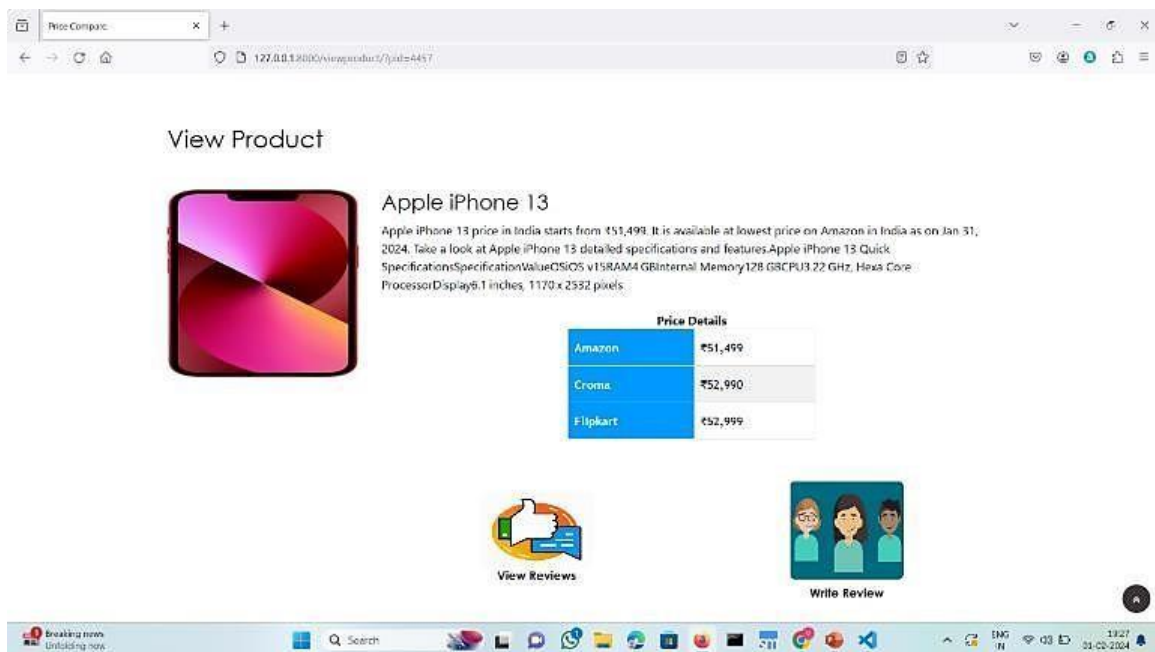 Price Compare
127.0.0.1:8000/viewproduct/?pid=4457
View Product
Apple iPhone 13
Apple iPhone 13 price in India starts from ₹51,499. It is available at lowest price on Amazon in India as on Jan 31,
2024. Take a look at Apple iPhone 13 detailed specifications and features.Apple iPhone 13 Quick
SpecificationsSpecificationValueOSiOS v15RAM4 GBInternal Memory128 GBCPU3.22 GHz, Hexa Core
ProcessorDisplay6.1 inches, 1170 x 2532 pixels
Price Details
Amazon ₹51,499
Croma ₹52,990
Flipkart ₹52,999
View Reviews
Write Review
Breaking news
Unfolding now
Search
ENG
IN
19:27
01-02-2024